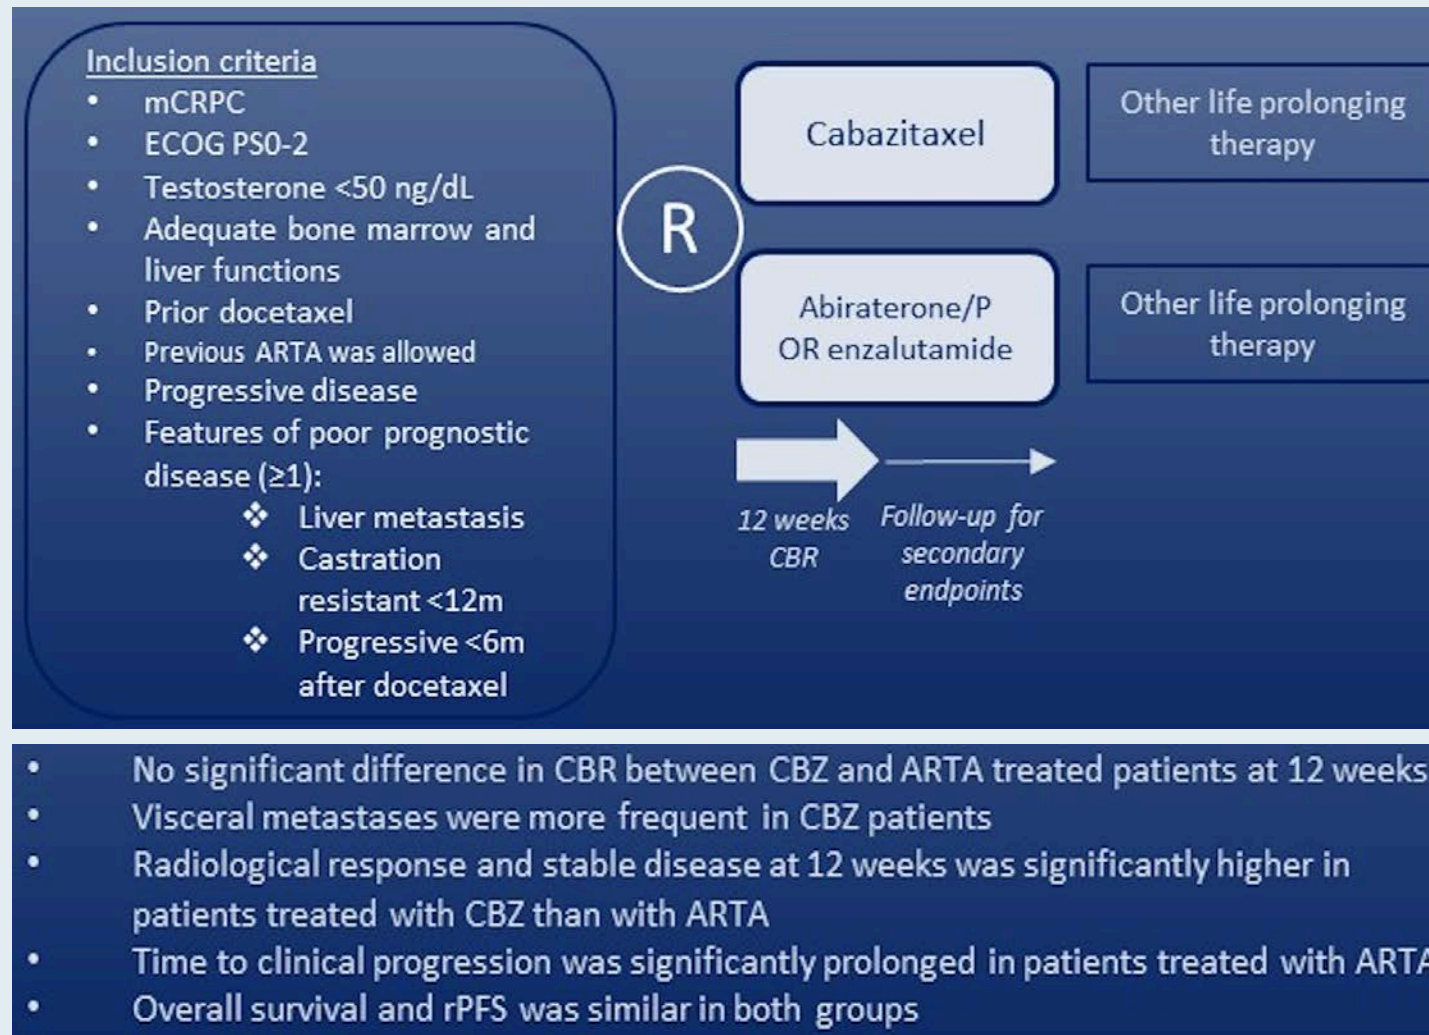 Inclusion criteria
• mCRPC
• ECOG PS0-2
• Testosterone <50 ng/dL
• Adequate bone marrow and
liver functions
• Prior docetaxel
• Previous ARTA was allowed
• Progressive disease
• Features of poor prognostic
disease (≥1):
❖ Liver metastasis
❖ Castration
resistant <12m
❖ Progressive <6m
after docetaxel
R
Cabazitaxel
Other life prolonging
therapy
Abiraterone/P
OR enzalutamide
Other life prolonging
therapy
12 weeks
CBR
Follow-up for
secondary
endpoints
• No significant difference in CBR between CBZ and ARTA treated patients at 12 weeks
• Visceral metastases were more frequent in CBZ patients
• Radiological response and stable disease at 12 weeks was significantly higher in
patients treated with CBZ than with ARTA
• Time to clinical progression was significantly prolonged in patients treated with ARTA
• Overall survival and rPFS was similar in both groups